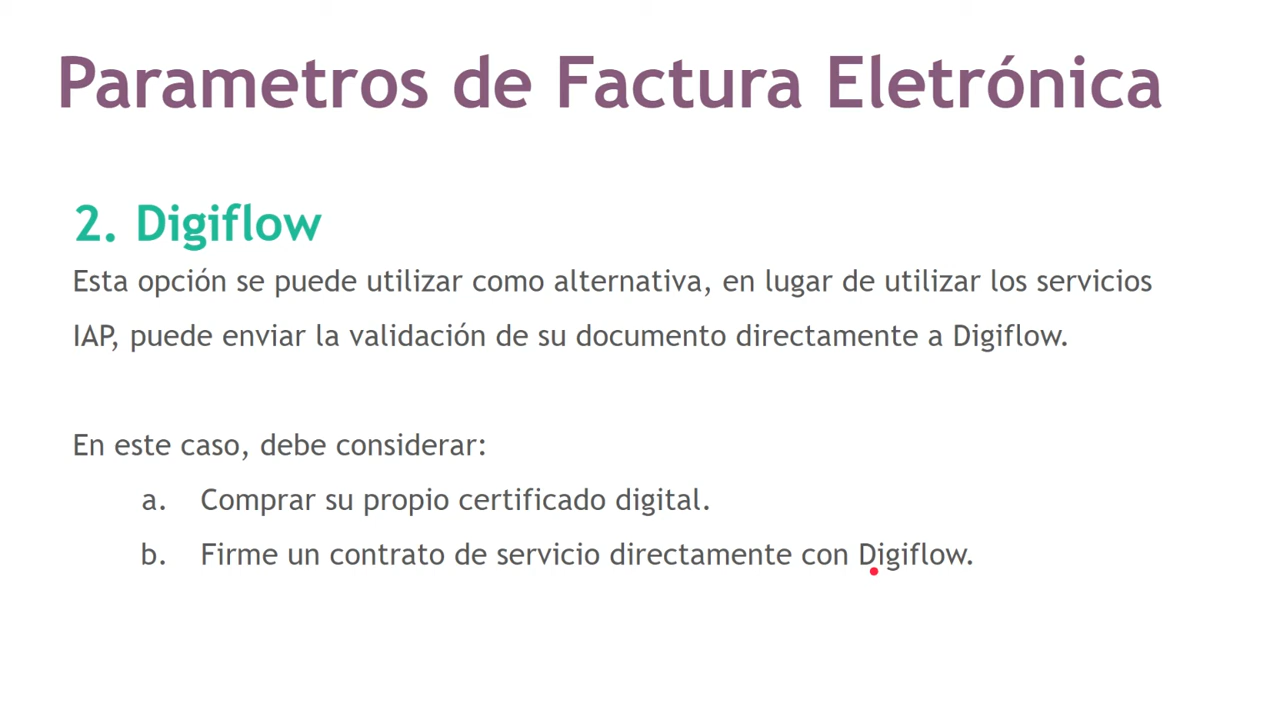 Parametros de Factura Eletrónica
2. Digiflow
Esta opción se puede utilizar como alternativa, en lugar de utilizar los servicios
IAP, puede enviar la validación de su documento directamente a Digiflow.
En este caso, debe considerar:
a. Comprar su propio certificado digital.
b. Firme un contrato de servicio directamente con Digiflow.